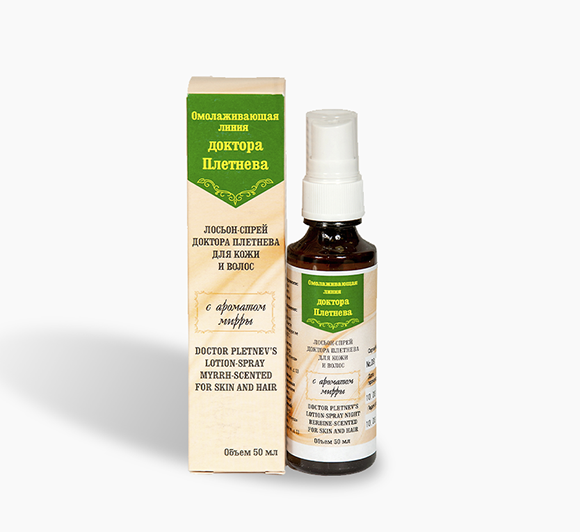 Омолаживающая
линия
доктора
Плетнева
ЛОСЬОН-СПРЕЙ
ДОКТОРА ПЛЕТНЕВА
ДЛЯ КОЖИ
И ВОЛОС
с ароматом
мирры
DOCTOR PLETNEV'S
LOTION-SPRAY
MYRRH-SCENTED
FOR SKIN AND HAIR
Объем 50 мл
Омолаживающая
линия
доктора
Плетнева
ЛОСЬОН-СПРЕЙ
ДОКТОРА ПЛЕТНЕВА
ДЛЯ КОЖИ
И ВОЛОС
с ароматом
мирры
DOCTOR PLETNEV'S
LOTION-SPRAY NIGHT
BERRINE-SCENTED
FOR SKIN AND HAIR
Объем 50 мл